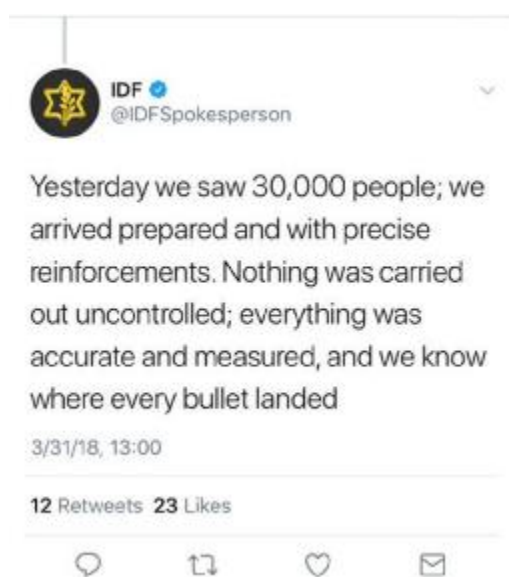 IDF
@IDFSpokesperson
Yesterday we saw 30,000 people; we
arrived prepared and with precise
reinforcements. Nothing was carried
out uncontrolled; everything was
accurate and measured, and we know
where every bullet landed
3/31/18, 13:00
12 Retweets 23 Likes